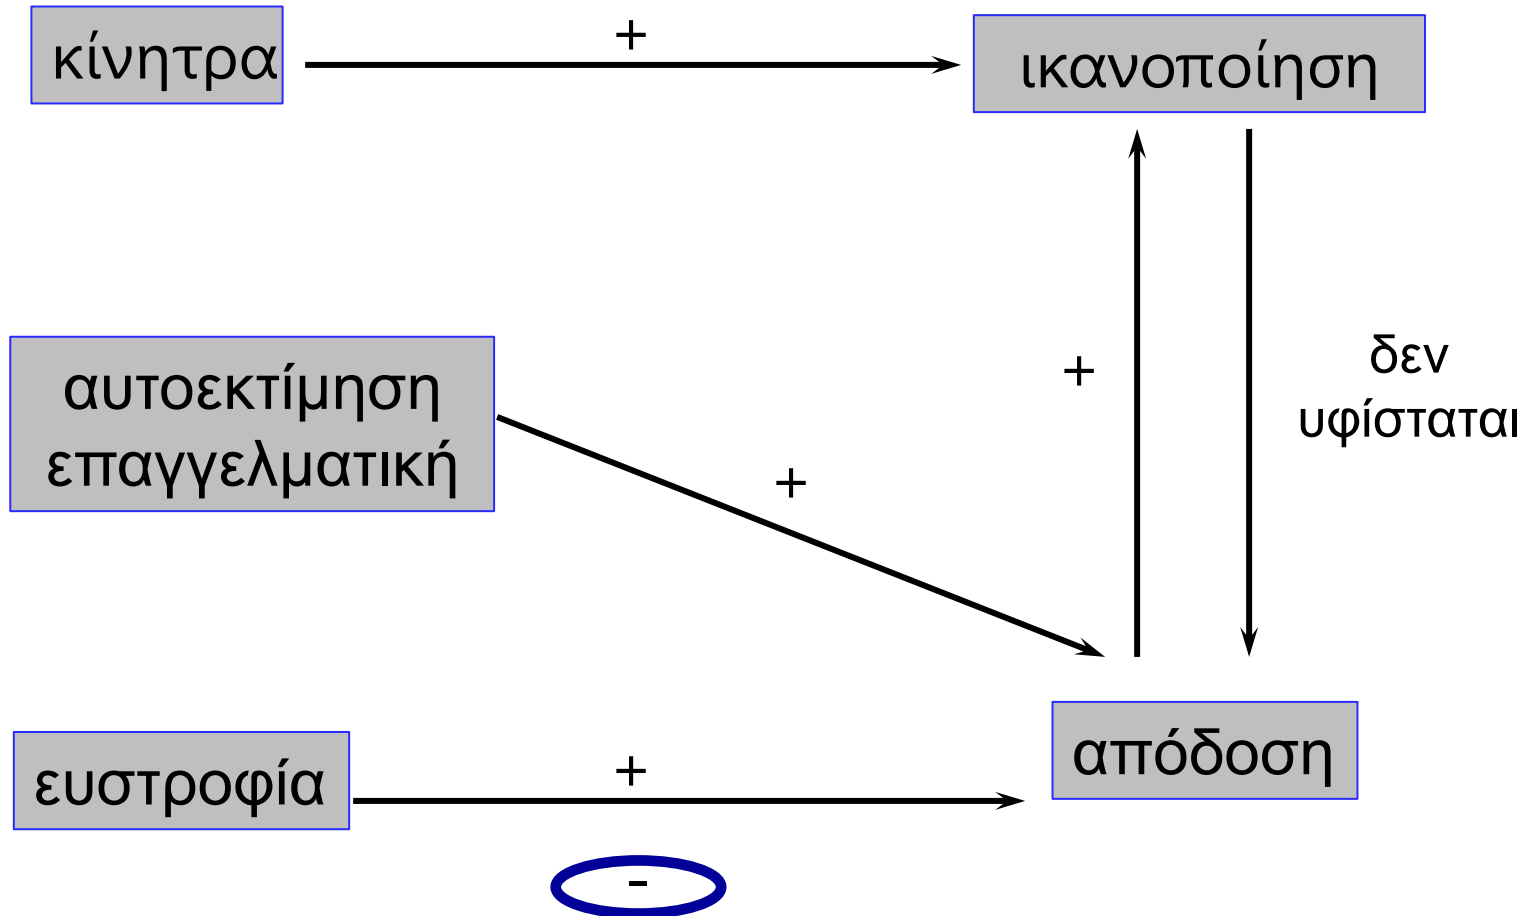 κίνητρα
+
ικανοποίηση
αυτοεκτίμηση
επαγγελματική
+
+
δεν
υφίσταται
ευστροφία
+
απόδοση
-